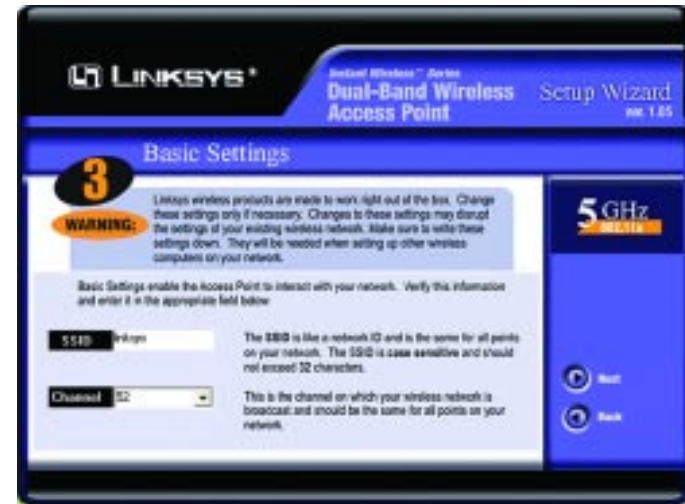 LINKSYS®
Instant Wireless™ Series
Dual-Band Wireless
Access Point
Setup Wizard
ver. 1.05
Basic Settings
3
WARNING:
Linksys wireless products are made to work right out of the box. Change
these settings only if necessary. Changes to these settings may disrupt
the settings of your existing wireless network. Make sure to write these
settings down. They will be needed when setting up other wireless
computers on your network.
5 GHz
802.11a
Basic Settings enable the Access Point to interact with your network. Verify this information
and enter it in the appropriate field below
SSID
linksys
The SSID is like a network ID and is the same for all points
on your network. The SSID is case sensitive and should
not exceed 32 characters.
Channel
52
This is the channel on which your wireless network is
broadcast and should be the same for all points on your
network.
Next
Back